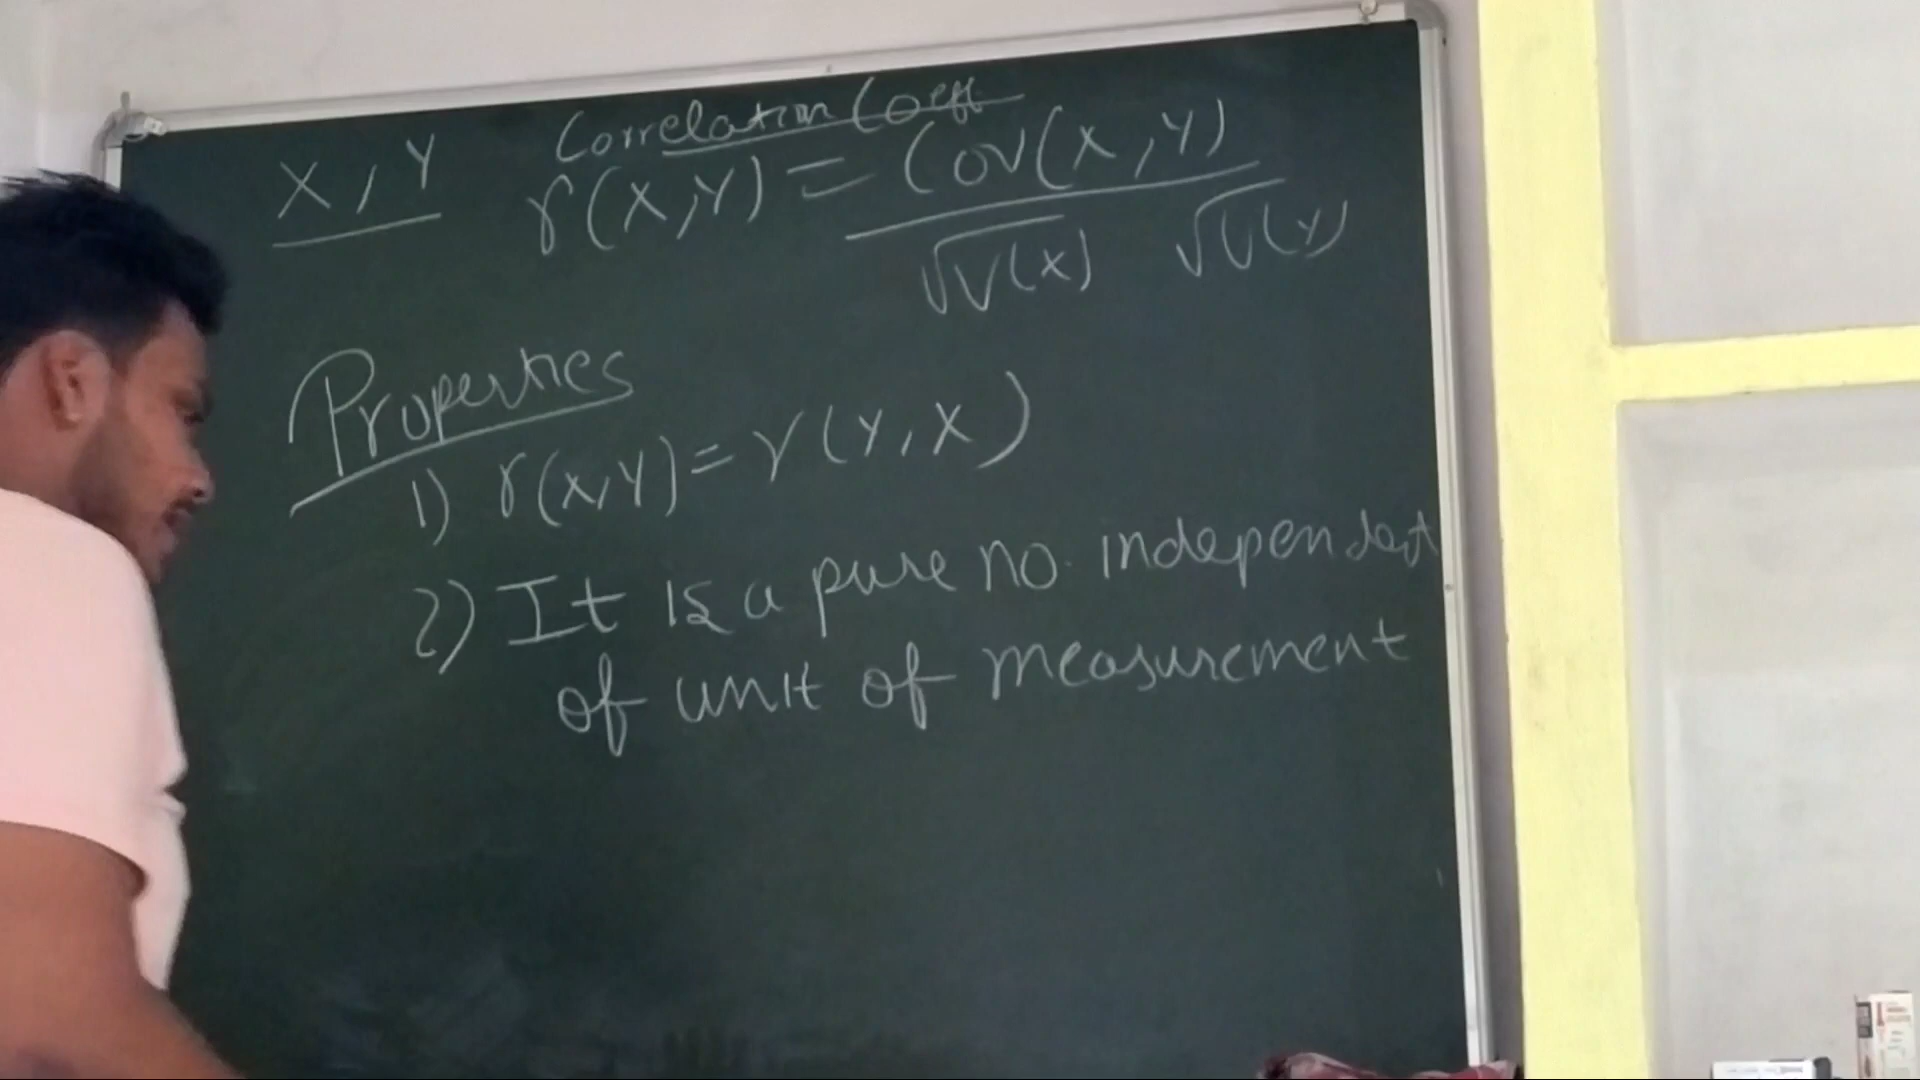 Correlation Coeff
X, Y r(X,Y) = Cov(X,Y)
√V(X) √V(Y)
Properties
1) r(X,Y) = r(Y,X)
2) It is a pure no. independent
of unit of measurement